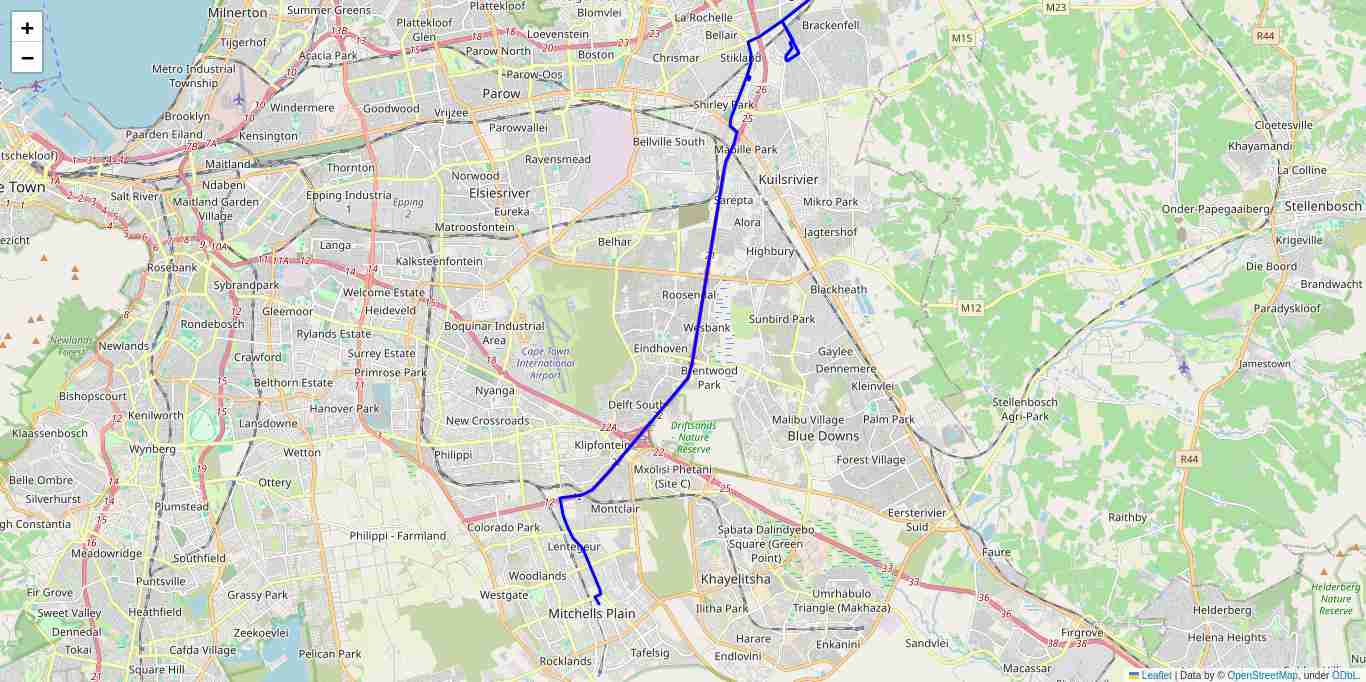 Milnerton
Summer Greens
Plattekloof
Glen
Plattekloof
Blomvlei
La Rochelle
Brackenfell
M23
Tijgerhof
13B
Acacia Park
Loevenstein
Bellair
M15
R44
Parow North
Boston
Chrismar
Stikland
Metro Industrial
Township
Parow-Oos
Parow
Windermere
Goodwood
Vrijzee
Shirley Park
26
25
Brooklyn
Paarden Eiland
Kensington
Parowvallei
Bellville South
Mabille Park
Cloetesville
Khayamandi
Maitland
Thornton
Ravensmead
Norwood
Kuilsrivier
La Colline
e Town
Salt River
Ndabeni
Maitland Garden
Village
Epping Industria
1
Epping
2
Elsiesriver
Eureka
Sarepta
Mikro Park
Onder-Papegaaiberg
Stellenbosch
Matroosfontein
Alora
Jagtershof
Krigeville
Langa
Belhar
Highbury
Rosebank
Kalksteenfontein
Die Boord
Sybrandpark
Welcome Estate
Roosendal
Blackheath
Brandwacht
Gleemoor
Heideveld
M12
Paradyskloof
Rondebosch
Rylands Estate
Boquinar Industrial
Area
Wesbank
Sunbird Park
Newlands
Forest
Newlands
Surrey Estate
Cape Town
International
Airport
Eindhoven
Gaylee
Dennemere
Crawford
Primrose Park
Brentwood
Park
Jamestown
Belthorn Estate
Nyanga
Kleinvlei
Bishopscourt
Hanover Park
Delft South
Stellenbosch
Agri-Park
Kenilworth
Lansdowne
New Crossroads
Malibu Village
Palm Park
Klaassenbosch
22A
Driftsands
Nature
Reserve
Blue Downs
Wynberg
Wetton
Philippi
Klipfontein
22
Forest Village
R44
Belle Ombre
Ottery
Mxolisi Phetani
(Site C)
25
Silverhurst
Plumstead
Montclair
Eersterivier
Suid
Raithby
gh Constantia
Colorado Park
Philippi - Farmland
Sabata Dalindyebo
Square (Green
Point)
Meadowridge
Southfield
Lentegeur
Faure
Puntsville
Woodlands
Khayelitsha
33
33
Fir Grove
Grassy Park
Westgate
Umrhabulo
Triangle (Makhaza)
36
Helderberg
Nature
Reserve
Sweet Valley
Heathfield
Mitchells Plain
Ilitha Park
Helderberg
Dennedal
Zeekoevlei
Harare
Enkanini
Sandvlei
Firgrove
Helena Heights
Tokai
Cafda Village
Pelican Park
Rocklands
Tafelsig
Endlovini
38
38
Square Hill
Macassar
Leaflet | Data by © OpenStreetMap, under ODbL.